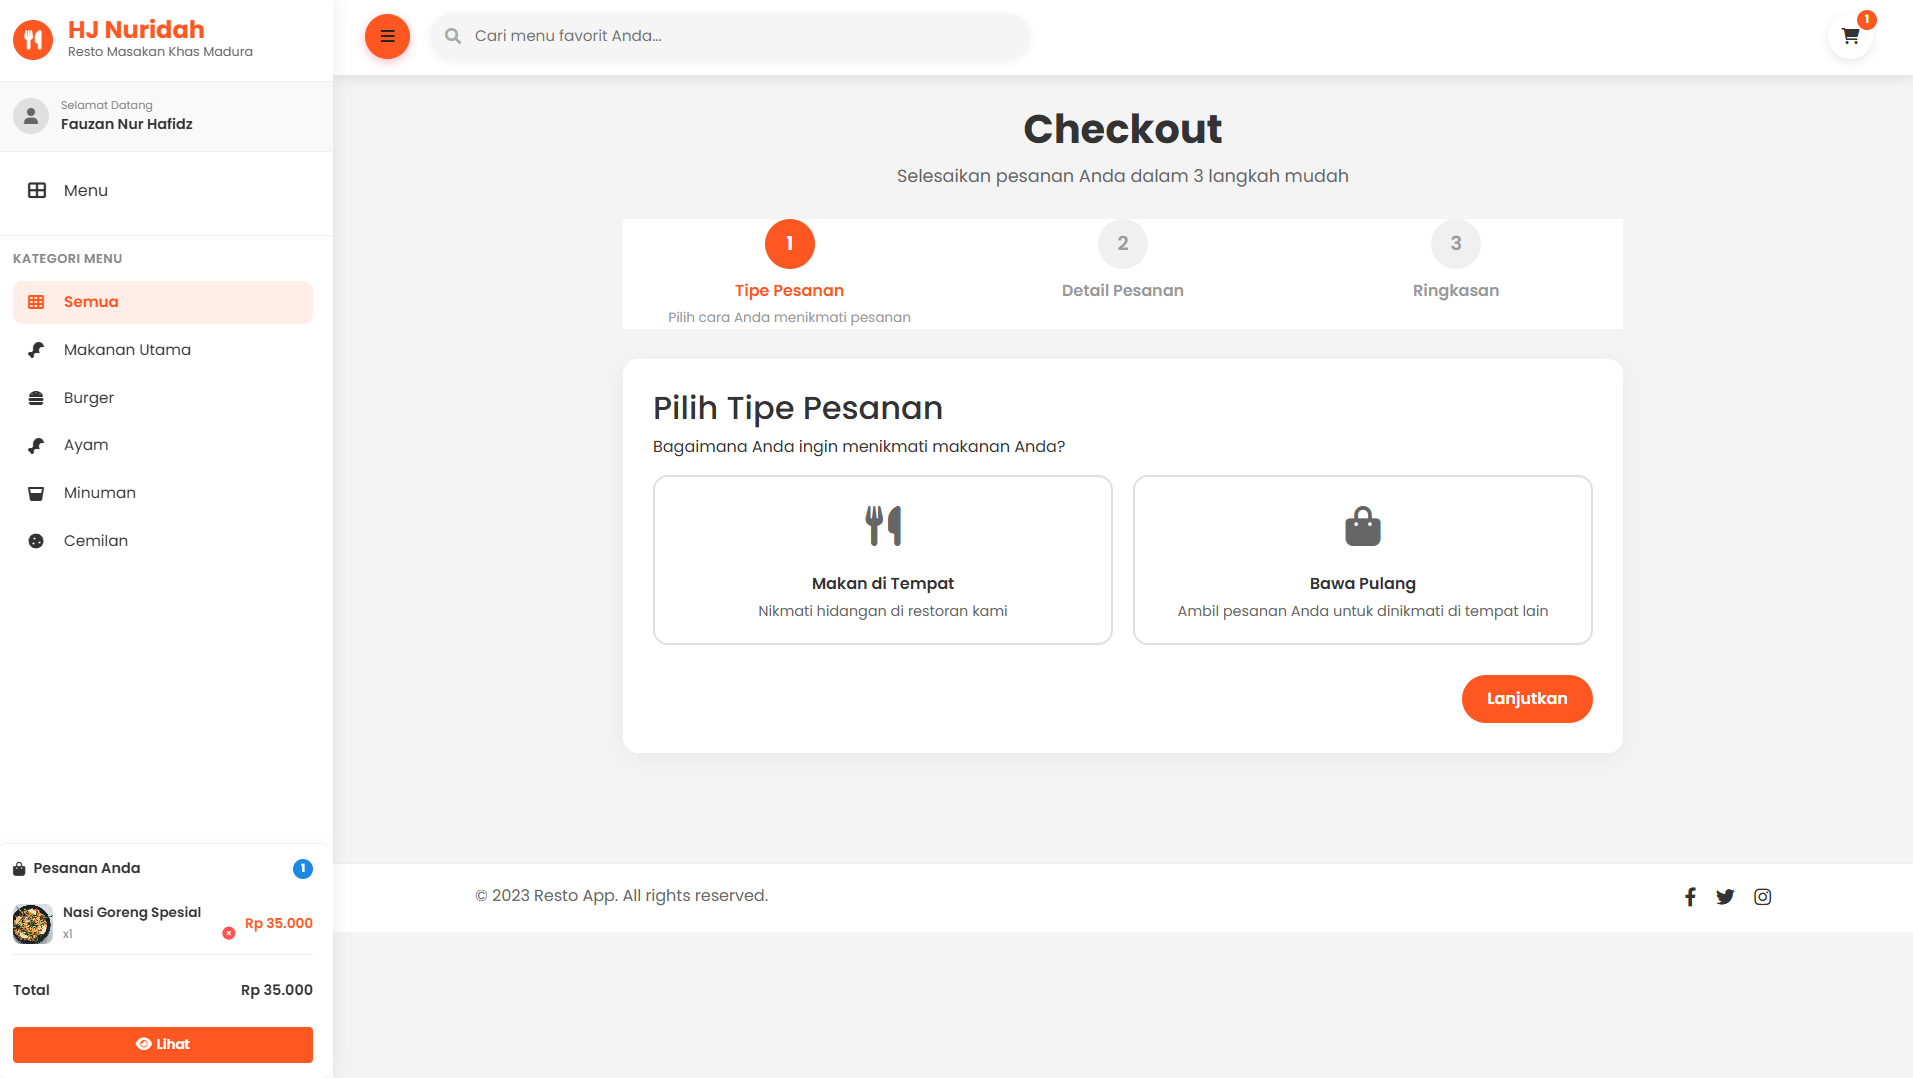 HJ Nuridah
Resto Masakan Khas Madura
Selamat Datang
Fauzan Nur Hafidz
Menu
KATEGORI MENU
Semua
Makanan Utama
Burger
Ayam
Minuman
Cemilan
Pesanan Anda
1
Nasi Goreng Spesial
x1
Rp 35.000
Total
Rp 35.000
Lihat
Cari menu favorit Anda...
1
Checkout
Selesaikan pesanan Anda dalam 3 langkah mudah
1
Tipe Pesanan
Pilih cara Anda menikmati pesanan
2
Detail Pesanan
3
Ringkasan
Pilih Tipe Pesanan
Bagaimana Anda ingin menikmati makanan Anda?
Makan di Tempat
Nikmati hidangan di restoran kami
Bawa Pulang
Ambil pesanan Anda untuk dinikmati di tempat lain
Lanjutkan
© 2023 Resto App. All rights reserved.